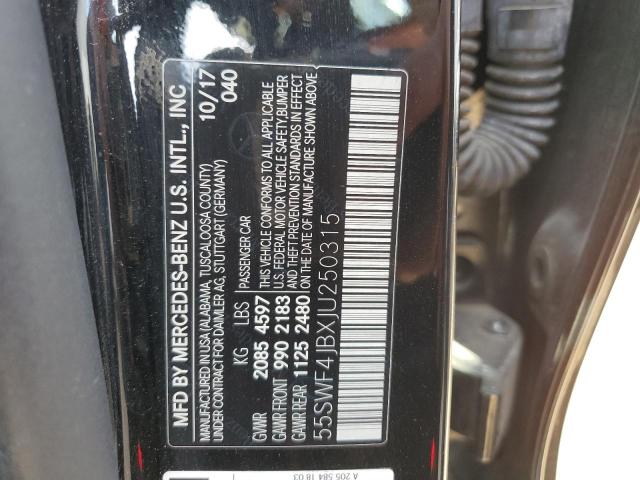 MFD BY MERCEDES-BENZ U.S. INTL., INC
10/17
MANUFACTURED IN USA (ALABAMA, TUSCALOOSA COUNTY)
UNDER CONTRACT FOR DAIMLER AG, STUTTGART (GERMANY)
040
KG LBS PASSENGER CAR
GVWR 2085 4597 THIS VEHICLE CONFORMS TO ALL APPLICABLE
GAWR FRONT 990 2183 U.S. FEDERAL MOTOR VEHICLE SAFETY,BUMPER
AND THEFT PREVENTION STANDARDS IN EFFECT
GAWR REAR 1125 2480 ON THE DATE OF MANUFACTURE SHOWN ABOVE
55SWF4JBXJU250315
A 205 584 18 03